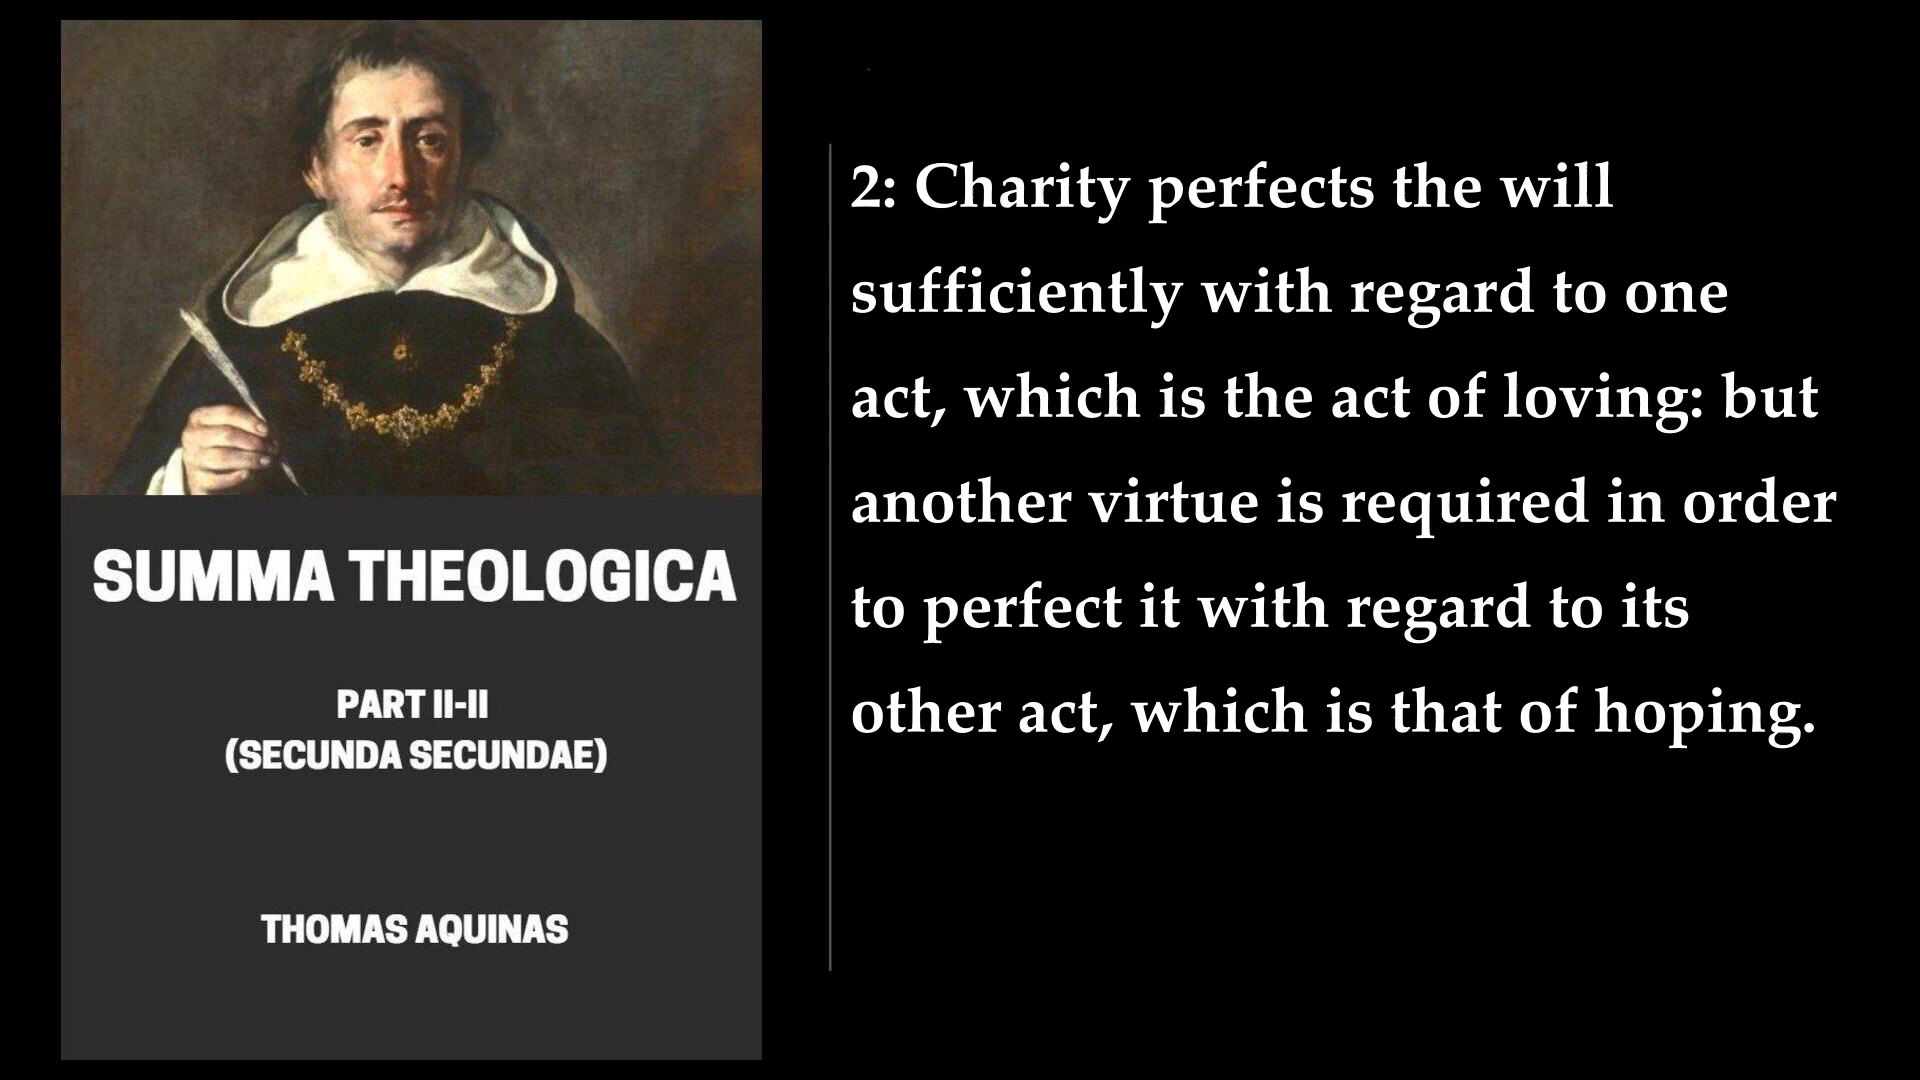 SUMMA THEOLOGICA
PART II-II
(SECUNDA SECUNDAE)
THOMAS AQUINAS
2: Charity perfects the will
sufficiently with regard to one
act, which is the act of loving: but
another virtue is required in order
to perfect it with regard to its
other act, which is that of hoping.